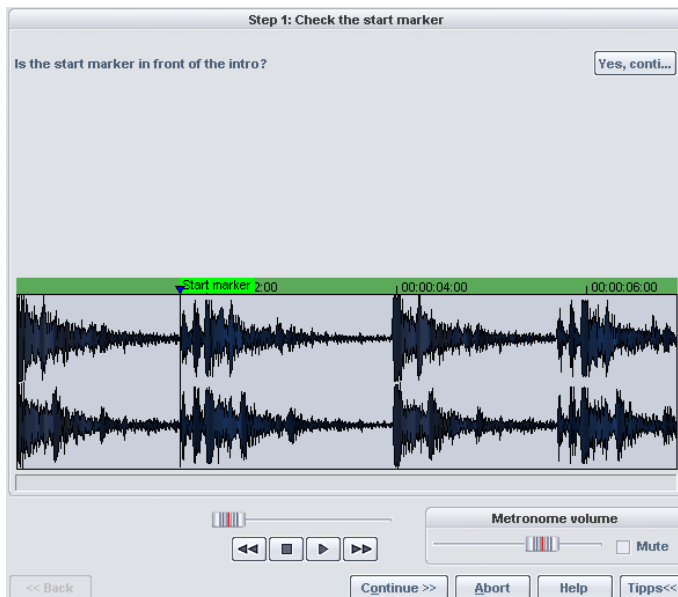 Step 1: Check the start marker
Is the start marker in front of the intro?
Yes, conti...
Start marker 2:00
00:00:04:00
00:00:06:00
Metronome volume
Mute
<< Back
Continue >>
Abort
Help
Tipps<<